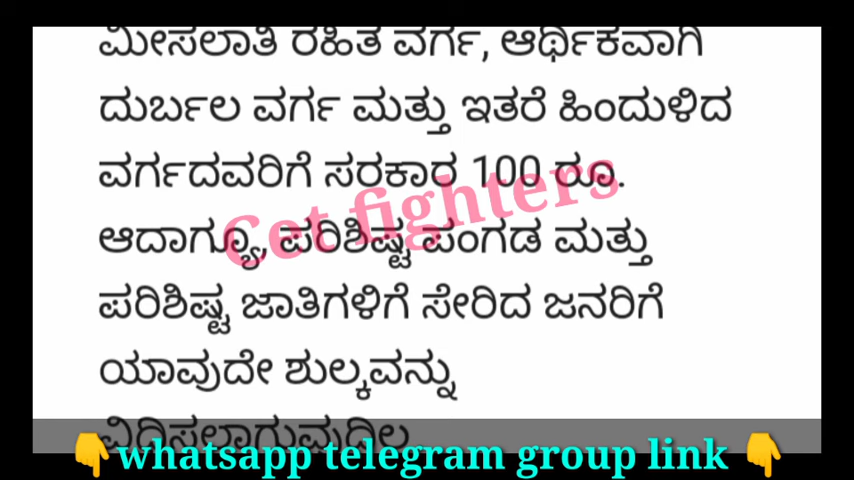 ಮೀಸಲಾತಿ ರಹಿತ ವರ್ಗ, ಆರ್ಥಿಕವಾಗಿ
ದುರ್ಬಲ ವರ್ಗ ಮತ್ತು ಇತರೆ ಹಿಂದುಳಿದ
ವರ್ಗದವರಿಗೆ ಸರಕಾರ 100 ರೂ.
Cet fighters
ಆದಾಗ್ಯೂ, ಪರಿಶಿಷ್ಟ ಪಂಗಡ ಮತ್ತು
ಪರಿಶಿಷ್ಟ ಜಾತಿಗಳಿಗೆ ಸೇರಿದ ಜನರಿಗೆ
ಯಾವುದೇ ಶುಲ್ಕವನ್ನು
ವಿಧಿಸಲಾಗುವುದಿಲ್ಲ
👇whatsapp telegram group link 👇